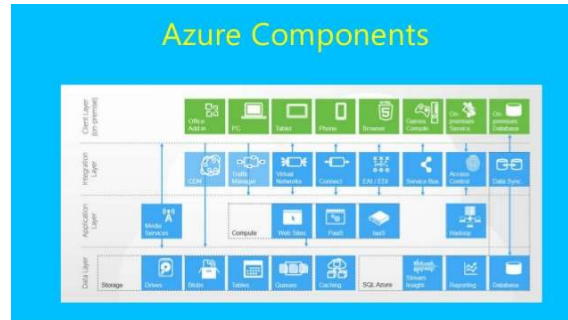 Azure Components
Client Layer
(on-premise)
Office
Add in
PC
Tablet
Phone
Browser
Games
Console
On-
premises
Service
On-
premises
Database
Integration
Layer
CDN
Traffic
Manager
Virtual
Networks
Connect
EAI / EDI
Service Bus
Access
Control
Data Sync
Application
Layer
Media
Services
Compute
Web Sites
PaaS
IaaS
Hadoop
Data Layer
Storage
Drives
Blobs
Tables
Queues
Caching
SQL Azure
Stream
Insight
Reporting
Database